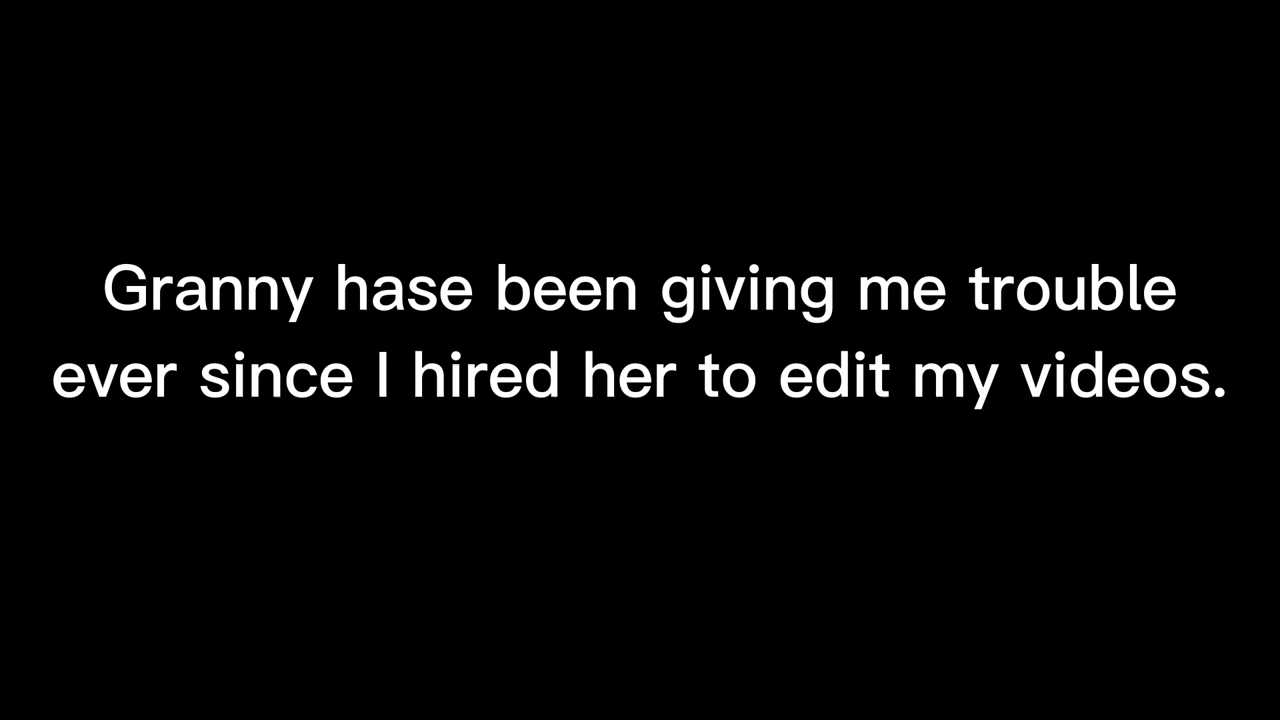 Granny hase been giving me trouble
ever since I hired her to edit my videos.